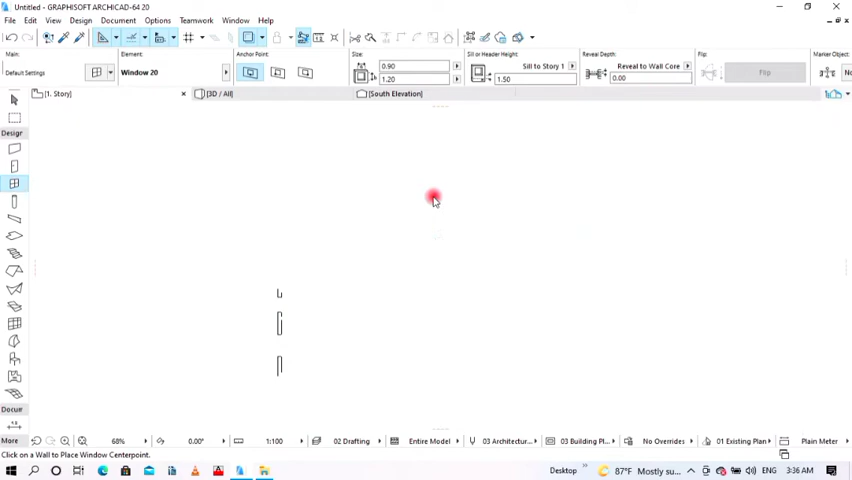 Untitled - GRAPHISOFT ARCHICAD-64 20
File Edit View Design Document Options Teamwork Window Help
Main: Element: Anchor Point: Size: Sill or Header Height: Reveal Depth: Flip: Marker Object
Default Settings Window 20 0.90 Sill to Story 1 Reveal to Wall Core Flip
1.20 1.50 0.00
[1. Story] [3D / All] [South Elevation]
Design
Docur
More 68% 0.00° 1:100 02 Drafting Entire Model 03 Architectur... 03 Building Pl... No Overrides 01 Existing Plan... Plain Meter
Click on a Wall to Place Window Centerpoint.
Desktop 87°F Mostly su... ENG 3:36 AM